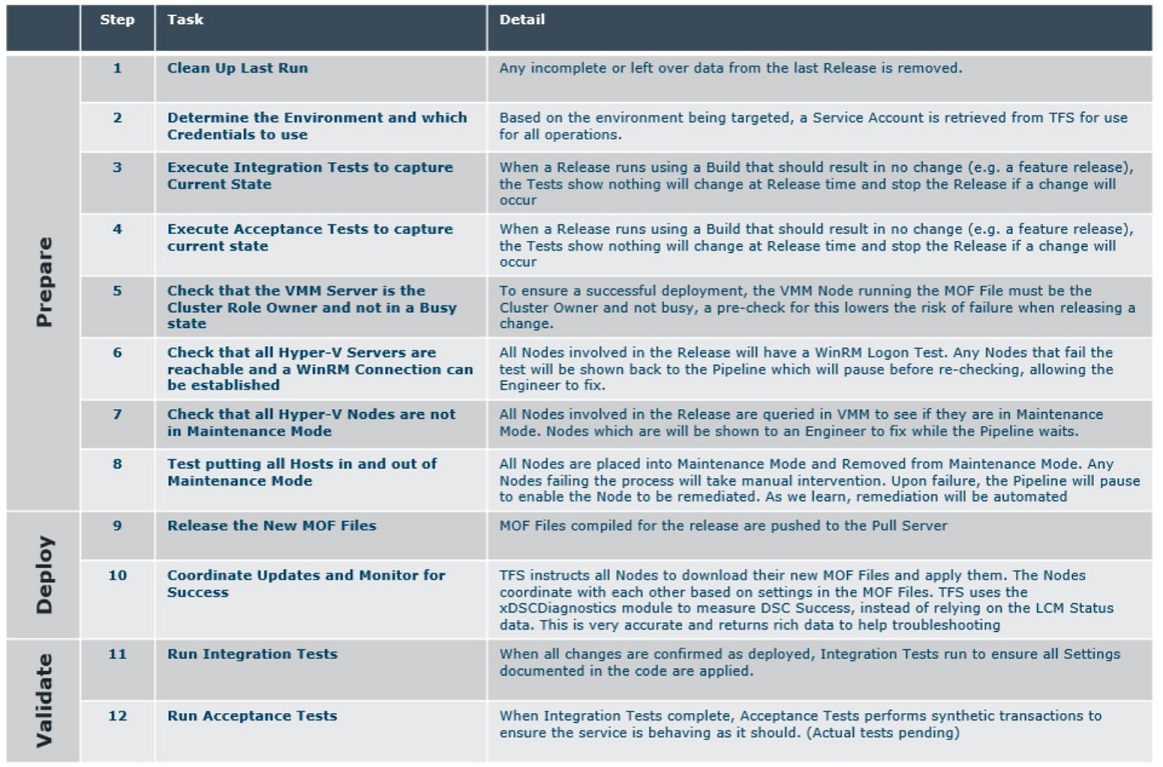 Step Task Detail
Prepare
1 Clean Up Last Run Any incomplete or left over data from the last Release is removed.
2 Determine the Environment and which
Credentials to use
Based on the environment being targeted, a Service Account is retrieved from TFS for use
for all operations.
3 Execute Integration Tests to capture
Current State
When a Release runs using a Build that should result in no change (e.g. a feature release),
the Tests show nothing will change at Release time and stop the Release if a change will
occur
4 Execute Acceptance Tests to capture
current state
When a Release runs using a Build that should result in no change (e.g. a feature release),
the Tests show nothing will change at Release time and stop the Release if a change will
occur
5 Check that the VMM Server is the
Cluster Role Owner and not in a Busy
state
To ensure a successful deployment, the VMM Node running the MOF File must be the
Cluster Owner and not busy, a pre-check for this lowers the risk of failure when releasing a
change.
6 Check that all Hyper-V Servers are
reachable and a WinRM Connection can
be established
All Nodes involved in the Release will have a WinRM Logon Test. Any Nodes that fail the
test will be shown back to the Pipeline which will pause before re-checking, allowing the
Engineer to fix.
7 Check that all Hyper-V Nodes are not
in Maintenance Mode
All Nodes involved in the Release are queried in VMM to see if they are in Maintenance
Mode. Nodes which are will be shown to an Engineer to fix while the Pipeline waits.
8 Test putting all Hosts in and out of
Maintenance Mode
All Nodes are placed into Maintenance Mode and Removed from Maintenance Mode. Any
Nodes failing the process will take manual intervention. Upon failure, the Pipeline will pause
to enable the Node to be remediated. As we learn, remediation will be automated
Deploy
9 Release the New MOF Files MOF Files compiled for the release are pushed to the Pull Server
10 Coordinate Updates and Monitor for
Success
TFS instructs all Nodes to download their new MOF Files and apply them. The Nodes
coordinate with each other based on settings in the MOF Files. TFS uses the
xDSCDiagnostics module to measure DSC Success, instead of relying on the LCM Status
data. This is very accurate and returns rich data to help troubleshooting
Validate
11 Run Integration Tests When all changes are confirmed as deployed, Integration Tests run to ensure all Settings
documented in the code are applied.
12 Run Acceptance Tests When Integration Tests complete, Acceptance Tests performs synthetic transactions to
ensure the service is behaving as it should. (Actual tests pending)